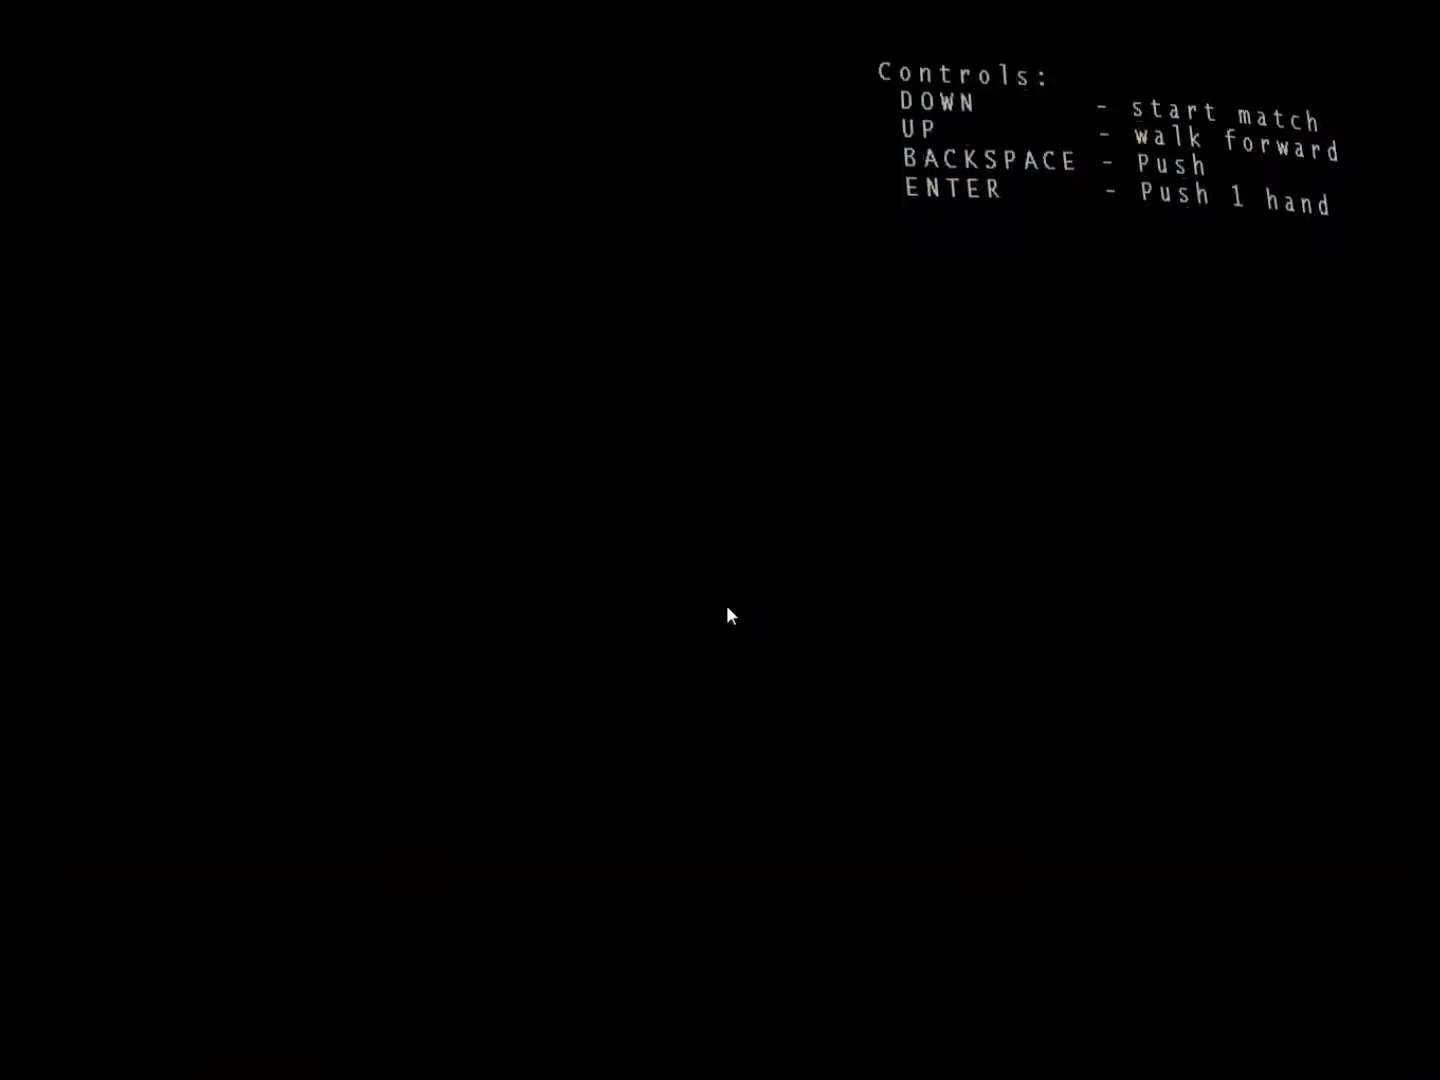 Controls:
DOWN - start match
UP - walk forward
BACKSPACE - Push
ENTER - Push 1 hand